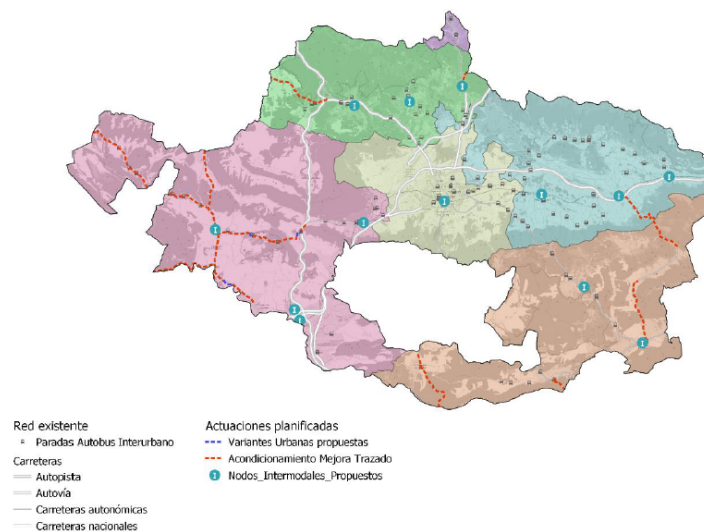 Red existente
Paradas Autobus Interurbano
Carreteras
Autopista
Autovía
Carreteras autonómicas
Carreteras nacionales
Actuaciones planificadas
Variantes Urbanas propuestas
Acondicionamiento Mejora Trazado
I Nodos_Intermodales_Propuestos
I
I
I
I
I
I
I
I
I
I
I
I
I